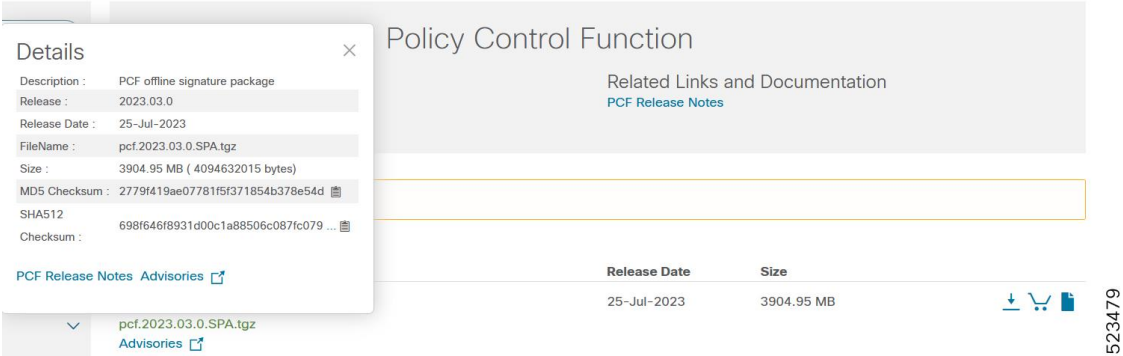 Details
Description : PCF offline signature package
Release : 2023.03.0
Release Date : 25-Jul-2023
FileName : pcf.2023.03.0.SPA.tgz
Size : 3904.95 MB ( 4094632015 bytes)
MD5 Checksum : 2779f419ae07781f5f371854b378e54d
SHA512
Checksum :
698f646f8931d00c1a88506c087fc079 ...
PCF Release Notes Advisories
Policy Control Function
Related Links and Documentation
PCF Release Notes
Release Date Size
25-Jul-2023 3904.95 MB
pcf.2023.03.0.SPA.tgz
Advisories
523479